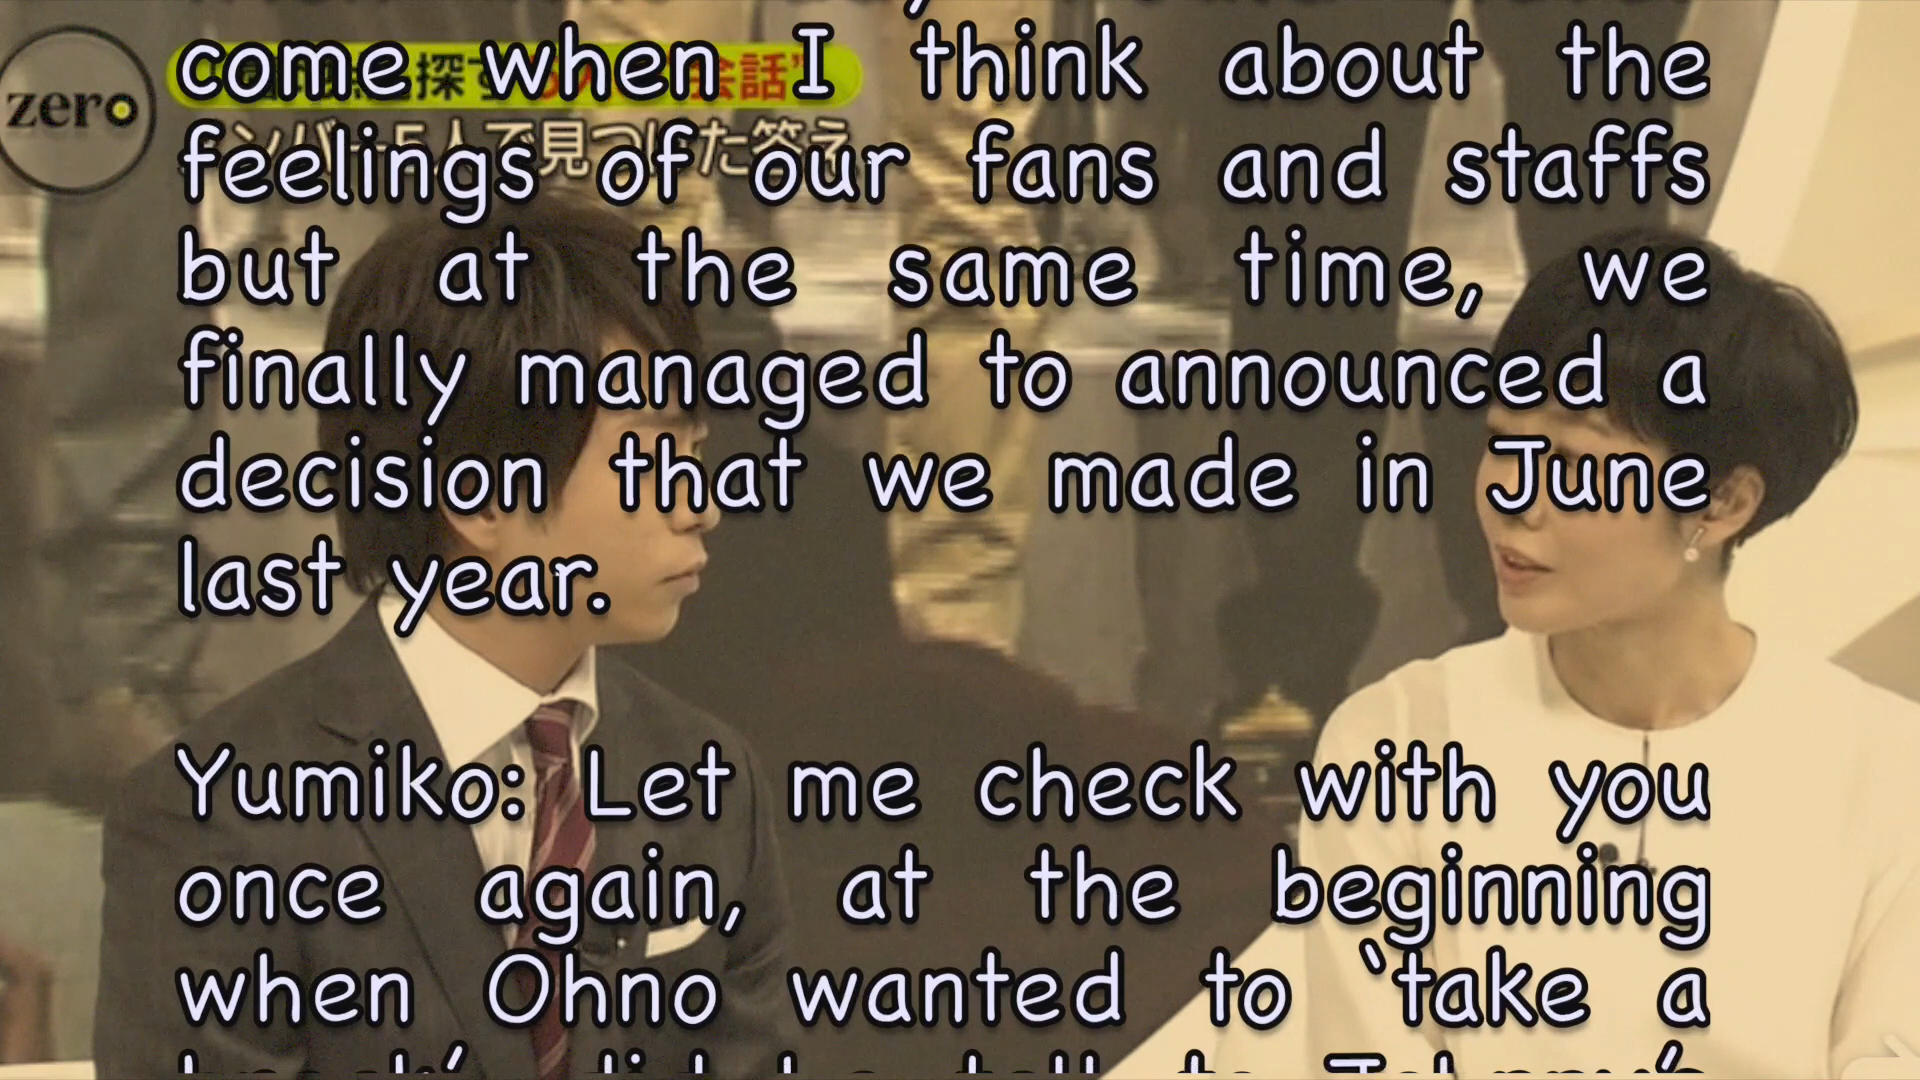 zero
come when I think about the
feelings of our fans and staffs
but at the same time, we
finally managed to announced a
decision that we made in June
last year.
Yumiko: Let me check with you
once again, at the beginning
when Ohno wanted to ‘take a